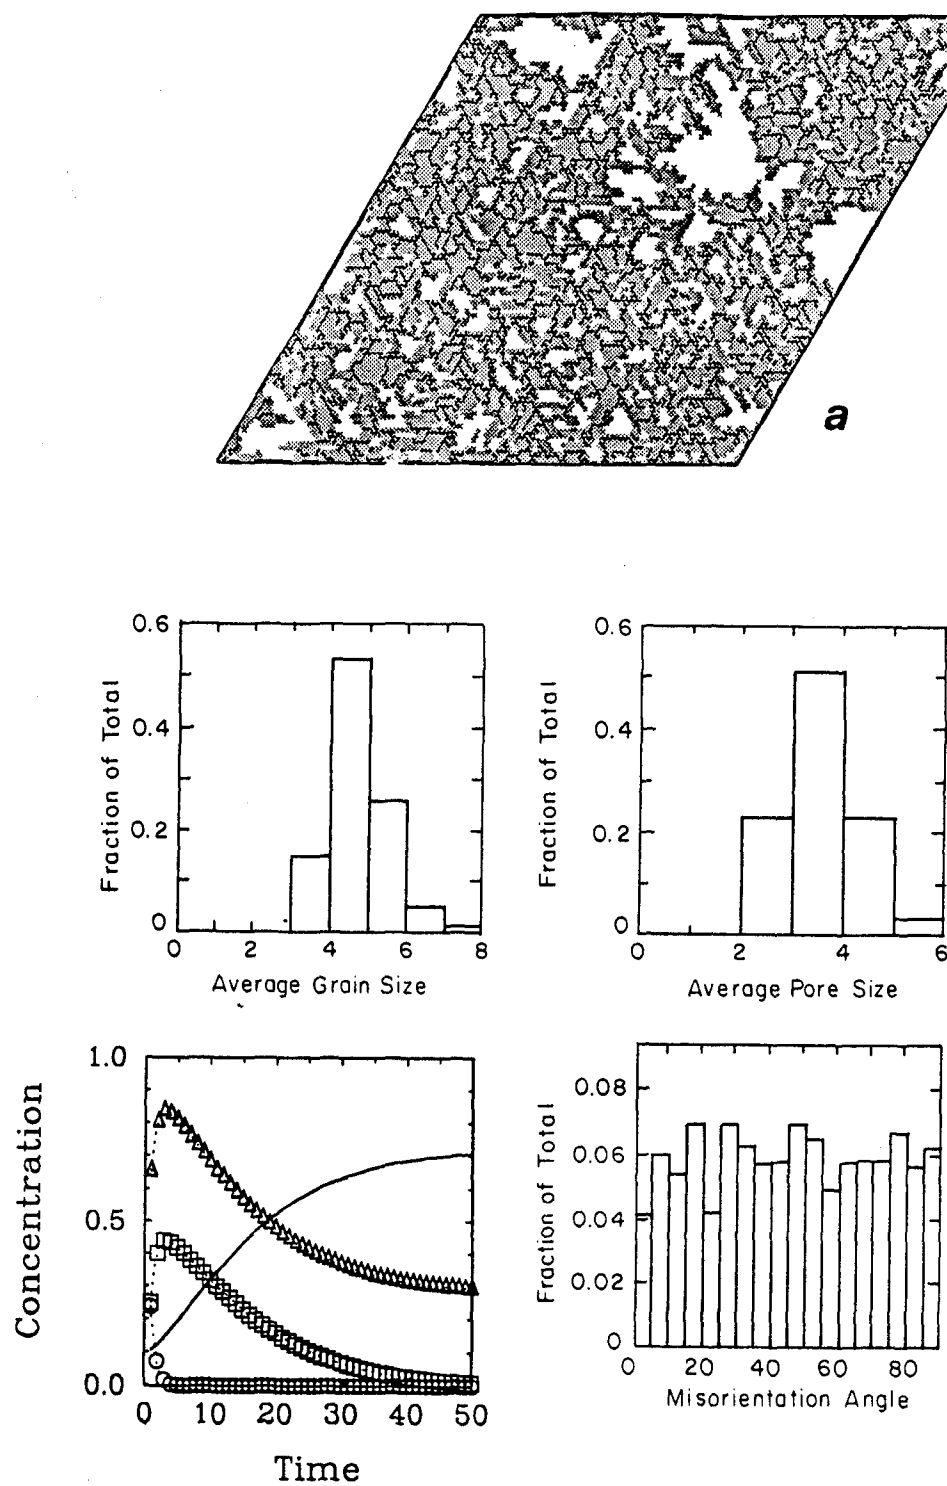 a
0.6
0.4
0.2
0
0 2 4 6 8
Fraction of Total
Average Grain Size
0.6
0.4
0.2
0
0 2 4 6
Fraction of Total
Average Pore Size
1.0
0.5
0.0
0 10 20 30 40 50
Concentration
Time
0.08
0.06
0.04
0.02
0
0 20 40 60 80
Fraction of Total
Misorientation Angle